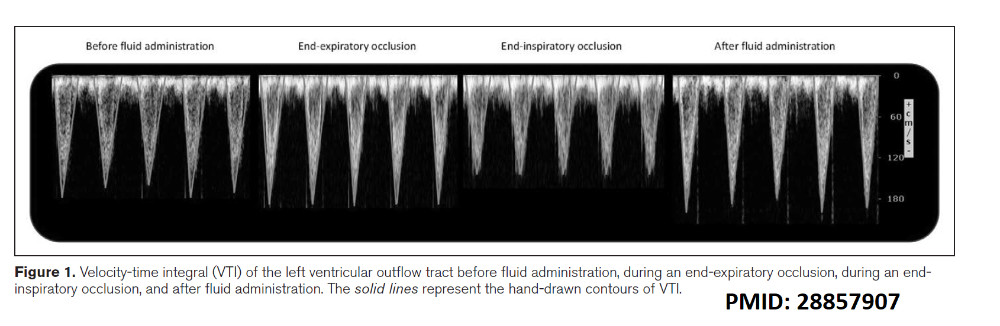 Before fluid administration
End-expiratory occlusion
End-inspiratory occlusion
After fluid administration
0
60
120
180
+
c
m
/
s
-
Figure 1. Velocity-time integral (VTI) of the left ventricular outflow tract before fluid administration, during an end-expiratory occlusion, during an end-
inspiratory occlusion, and after fluid administration. The solid lines represent the hand-drawn contours of VTI.
PMID: 28857907